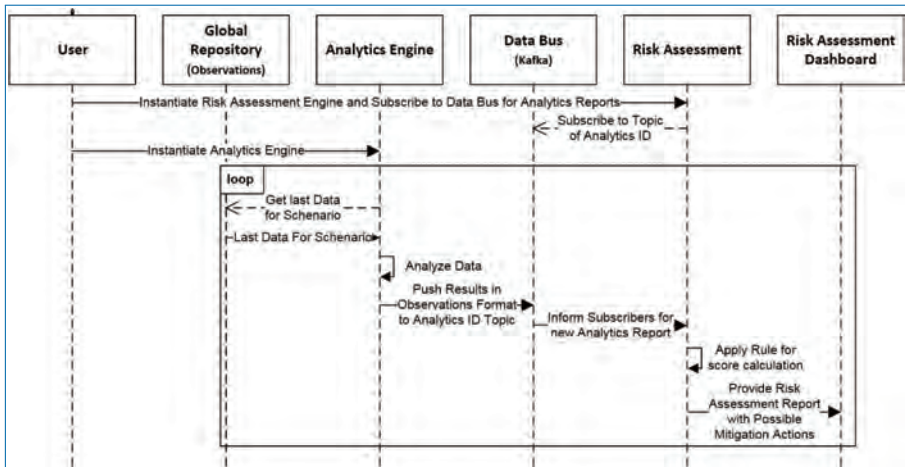 User
Global
Repository
(Observations)
Analytics Engine
Data Bus
(Kafka)
Risk Assessment
Risk Assessment
Dashboard
Instantiate Risk Assessment Engine and Subscribe to Data Bus for Analytics Reports
Subscribe to Topic
of Analytics ID
Instantiate Analytics Engine
loop
Get last Data
for Schenario
Last Data For Schenario
Analyze Data
Push Results in
Observations Format
to Analytics ID Topic
Inform Subscribers for
new Analytics Report
Apply Rule for
score calculation
Provide Risk
Assessment Report
with Possible
Mitigation Actions